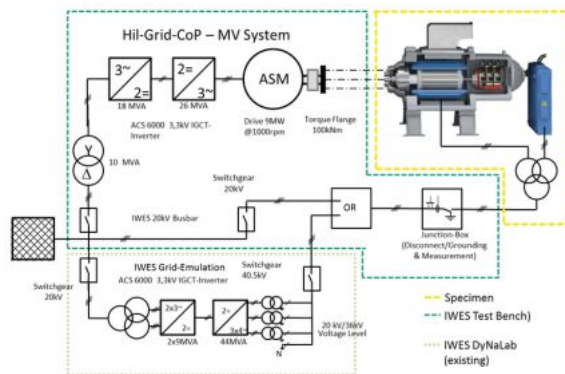 Hil-Grid-CoP – MV System
3~
2=
18 MVA
2=
3~
26 MVA
ACS 6000 3,3kV IGCT-
Inverter
ASM
Drive 9MW
@1000rpm
Torque Flange
100kNm
Y
Δ
10 MVA
Switchgear
20kV
IWES 20kV Busbar
OR
Junction-Box
(Disconnect/Grounding
& Measurement)
Switchgear
20kV
IWES Grid-Emulation
ACS 6000 3,3kV IGCT-Inverter
Switchgear
40.5kV
2x3~
2=
2x9MVA
2=
3x4~
44MVA
N
20 kV/36kV
Voltage Level
Specimen
IWES Test Bench)
IWES DyNaLab
(existing)